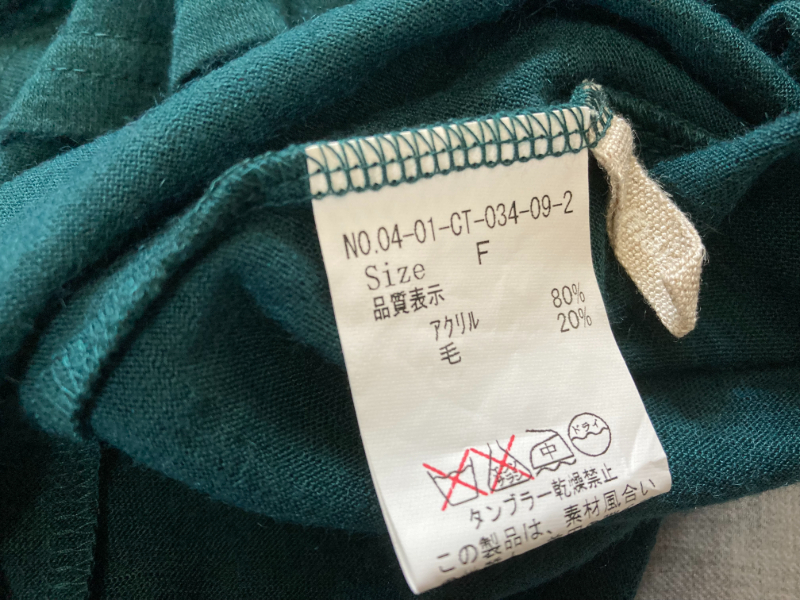 NO.04-01-CT-034-09-2
Size F
品質表示
アクリル 80%
毛 20%
中 ドライ
タンブラー乾燥禁止
この製品は、素材風合い